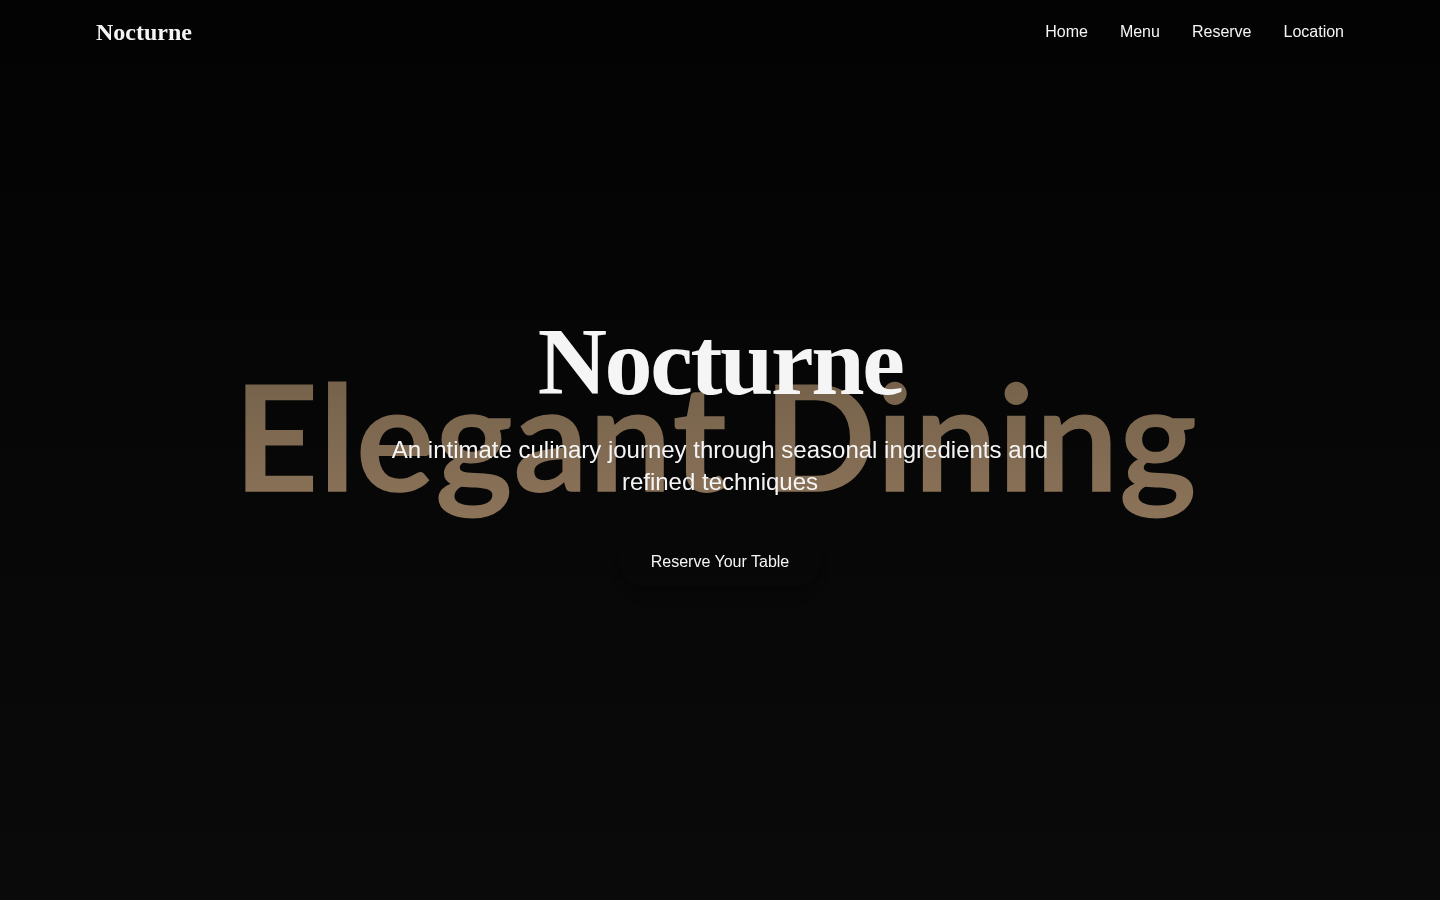 Nocturne
Home
Menu
Reserve
Location
Nocturne
Elegant Dining
An intimate culinary journey through seasonal ingredients and
refined techniques
Reserve Your Table